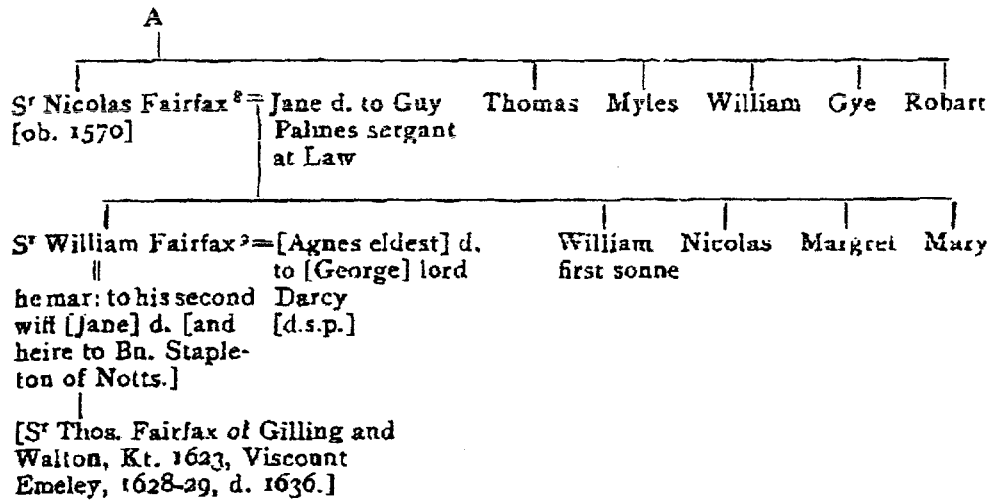 A
Sʳ Nicolas Fairfax ⁸ = Jane d. to Guy Thomas Myles William Gye Robart
[ob. 1570] Palmes sergant
at Law
Sʳ William Fairfax ⁹ = [Agnes eldest] d. William Nicolas Margret Mary
to [George] lord first sonne
he mar: to his second Darcy
wiff [Jane] d. [and [d.s.p.]
heire to Bn. Staple-
ton of Notts.]
[Sʳ Thos. Fairfax of Gilling and
Walton, Kt. 1623, Viscount
Emeley, 1628-29, d. 1636.]